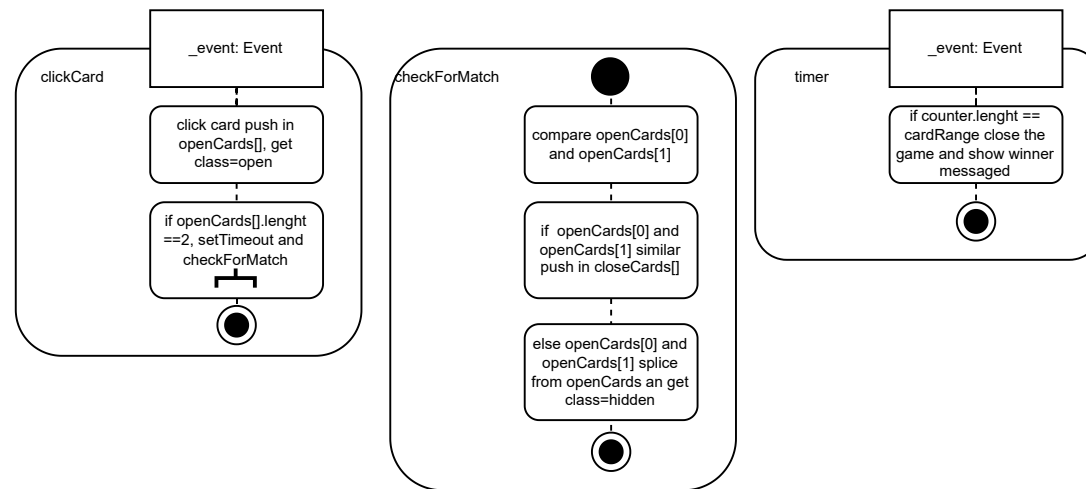 clickCard
_event: Event
click card push in
openCards[], get
class=open
if openCards[].lenght
==2, setTimeout and
checkForMatch
checkForMatch
compare openCards[0]
and openCards[1]
if openCards[0] and
openCards[1] similar
push in closeCards[]
else openCards[0] and
openCards[1] splice
from openCards an get
class=hidden
timer
_event: Event
if counter.lenght ==
cardRange close the
game and show winner
messaged